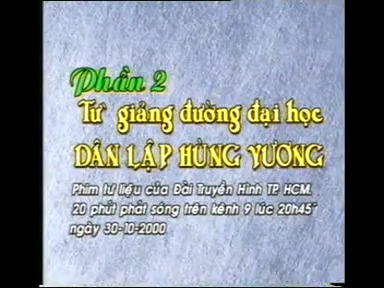 Phần 2
Từ giảng đường đại học
DÂN LẬP HÙNG VƯƠNG
Phim tư liệu của Đài Truyền Hình TP. HCM.
20 phút phát sóng trên kênh 9 lúc 20h45'
ngày 30-10-2000